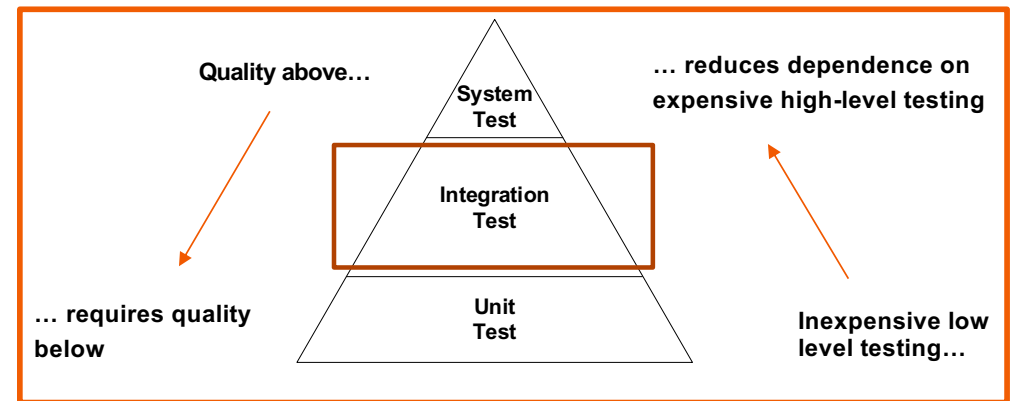 Quality above…
… requires quality
below
System
Test
Integration
Test
Unit
Test
… reduces dependence on
expensive high-level testing
Inexpensive low
level testing…